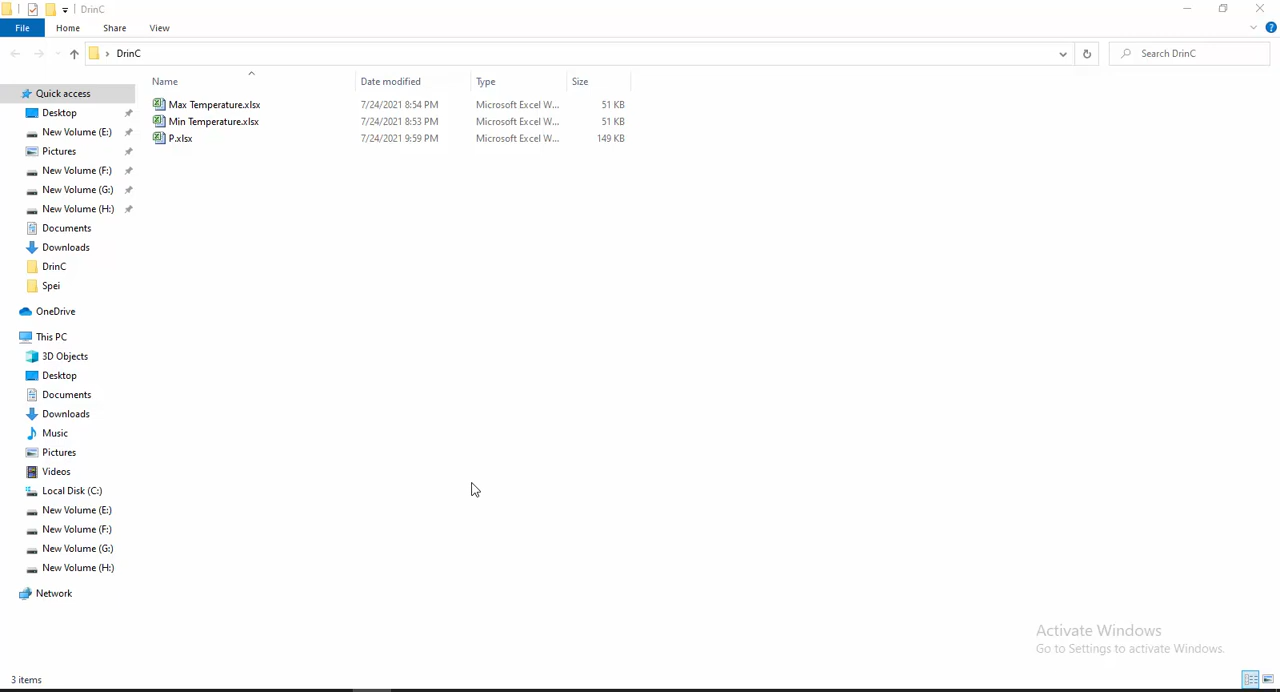 DrinC
File Home Share View
DrinC
Search DrinC
Name Date modified Type Size
Quick access
Desktop
New Volume (E:)
Pictures
New Volume (F:)
New Volume (G:)
New Volume (H:)
Documents
Downloads
DrinC
Spei
OneDrive
This PC
3D Objects
Desktop
Documents
Downloads
Music
Pictures
Videos
Local Disk (C:)
New Volume (E:)
New Volume (F:)
New Volume (G:)
New Volume (H:)
Network
Max Temperature.xlsx 7/24/2021 8:54 PM Microsoft Excel W... 51 KB
Min Temperature.xlsx 7/24/2021 8:53 PM Microsoft Excel W... 51 KB
P.xlsx 7/24/2021 9:59 PM Microsoft Excel W... 149 KB
Activate Windows
Go to Settings to activate Windows.
3 items